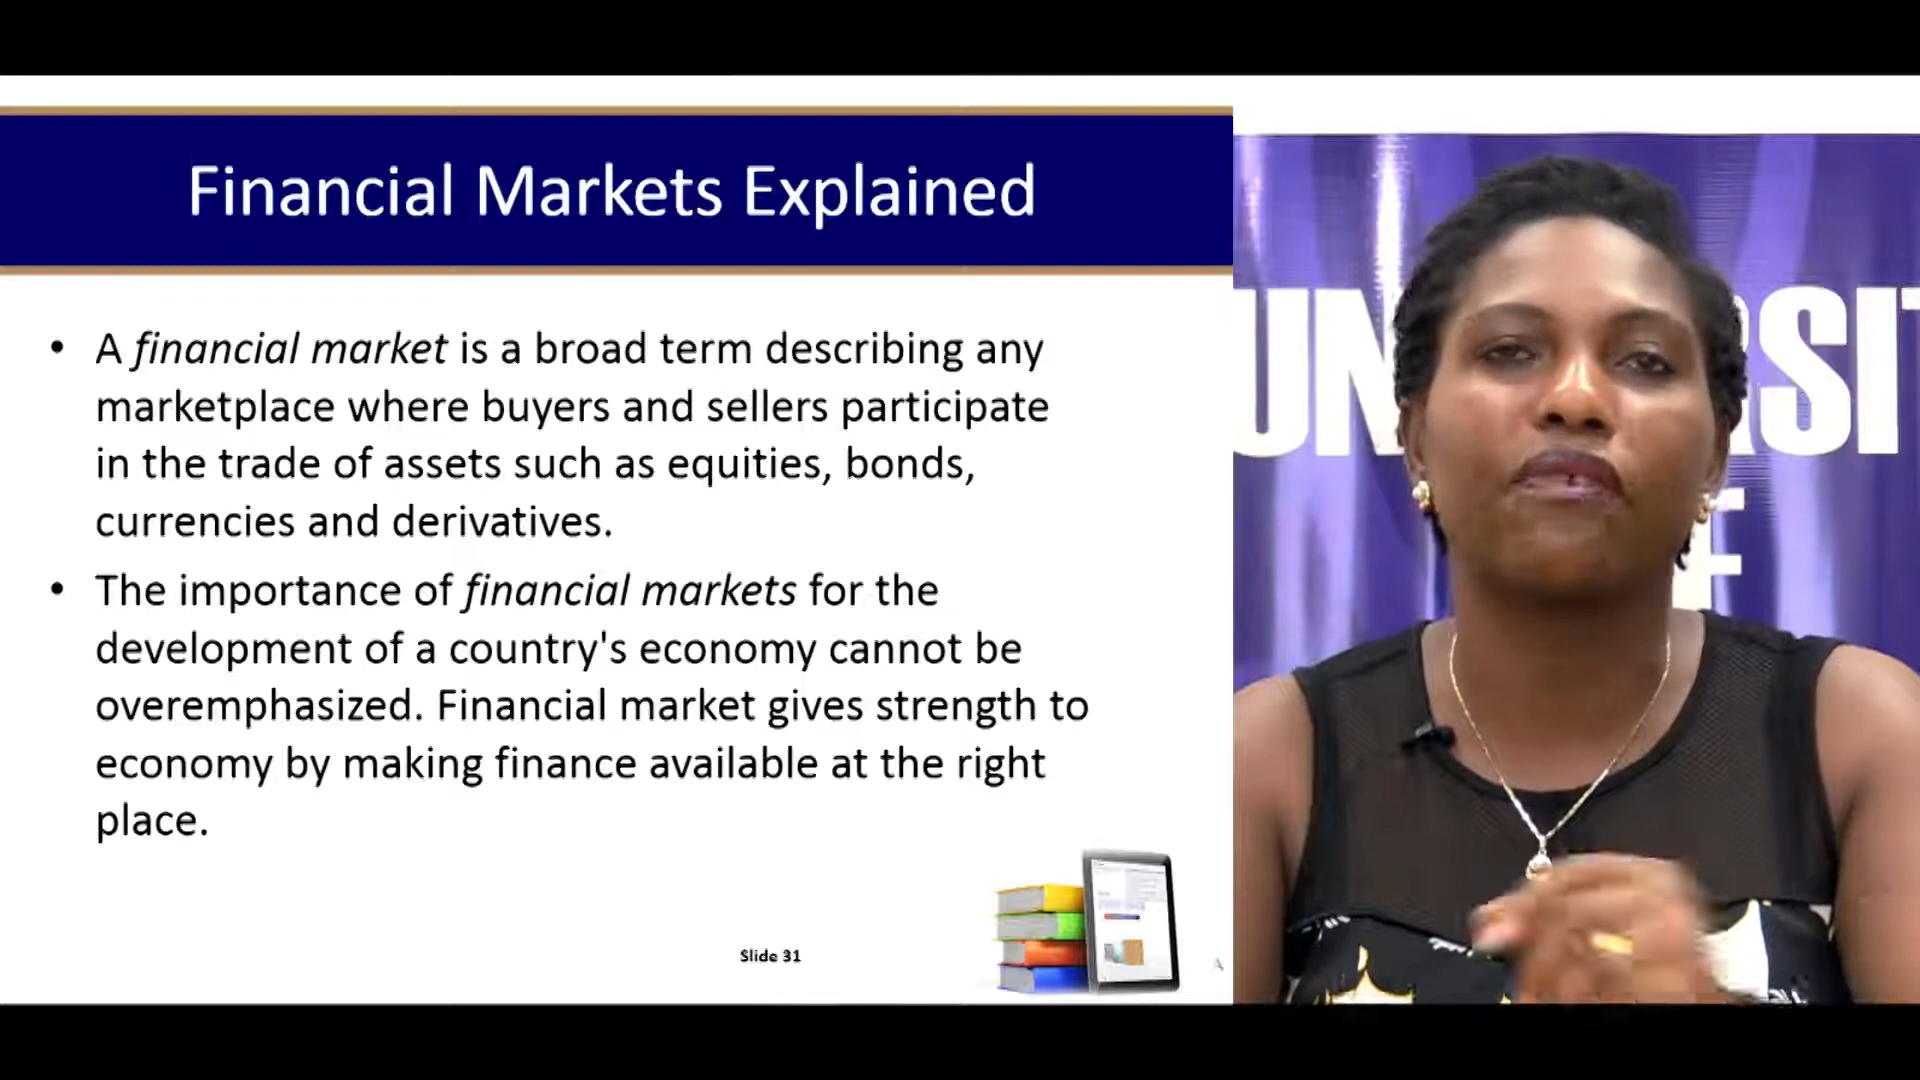 Financial Markets Explained
• A financial market is a broad term describing any
marketplace where buyers and sellers participate
in the trade of assets such as equities, bonds,
currencies and derivatives.
• The importance of financial markets for the
development of a country's economy cannot be
overemphasized. Financial market gives strength to
economy by making finance available at the right
place.
Slide 31